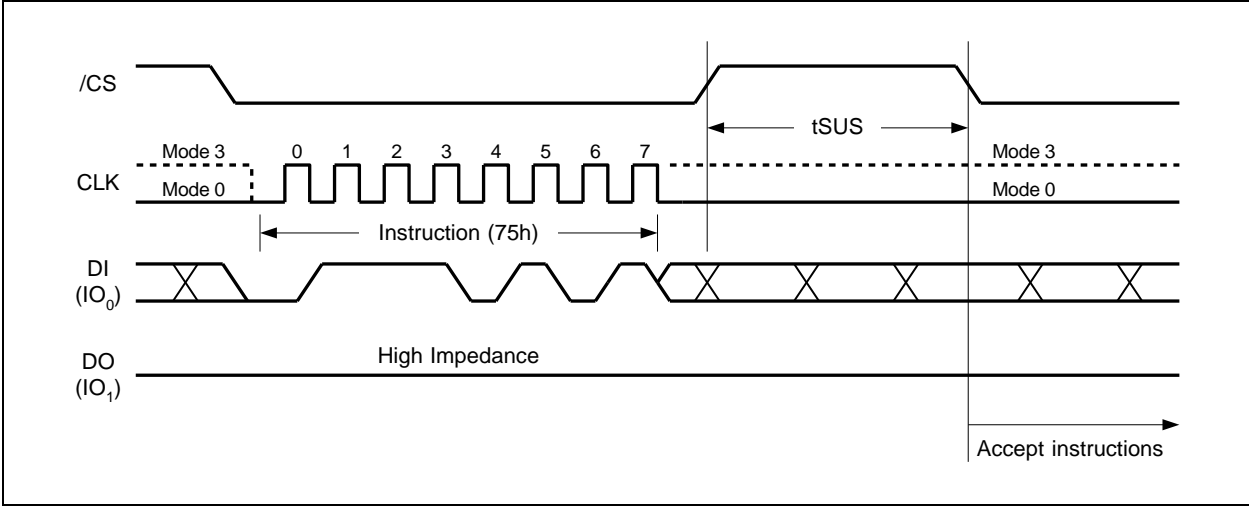 /CS
tSUS
Mode 3 0 1 2 3 4 5 6 7 Mode 3
CLK
Mode 0 Mode 0
Instruction (75h)
DI
(IO0)
High Impedance
DO
(IO1)
Accept instructions